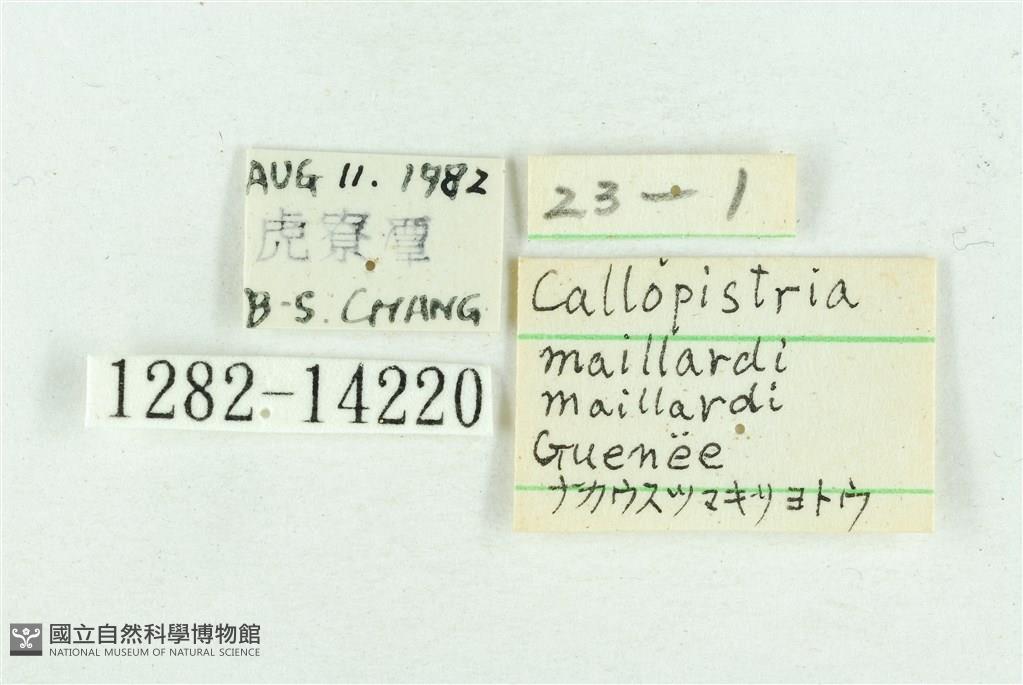 AUG 11. 1982
虎寮潭
B-S. CHANG
1282-14220
23-1
Callopistria
maillardi
maillardi
Guenëe
ナカウスツマキリヨトウ
國立自然科學博物館
NATIONAL MUSEUM OF NATURAL SCIENCE